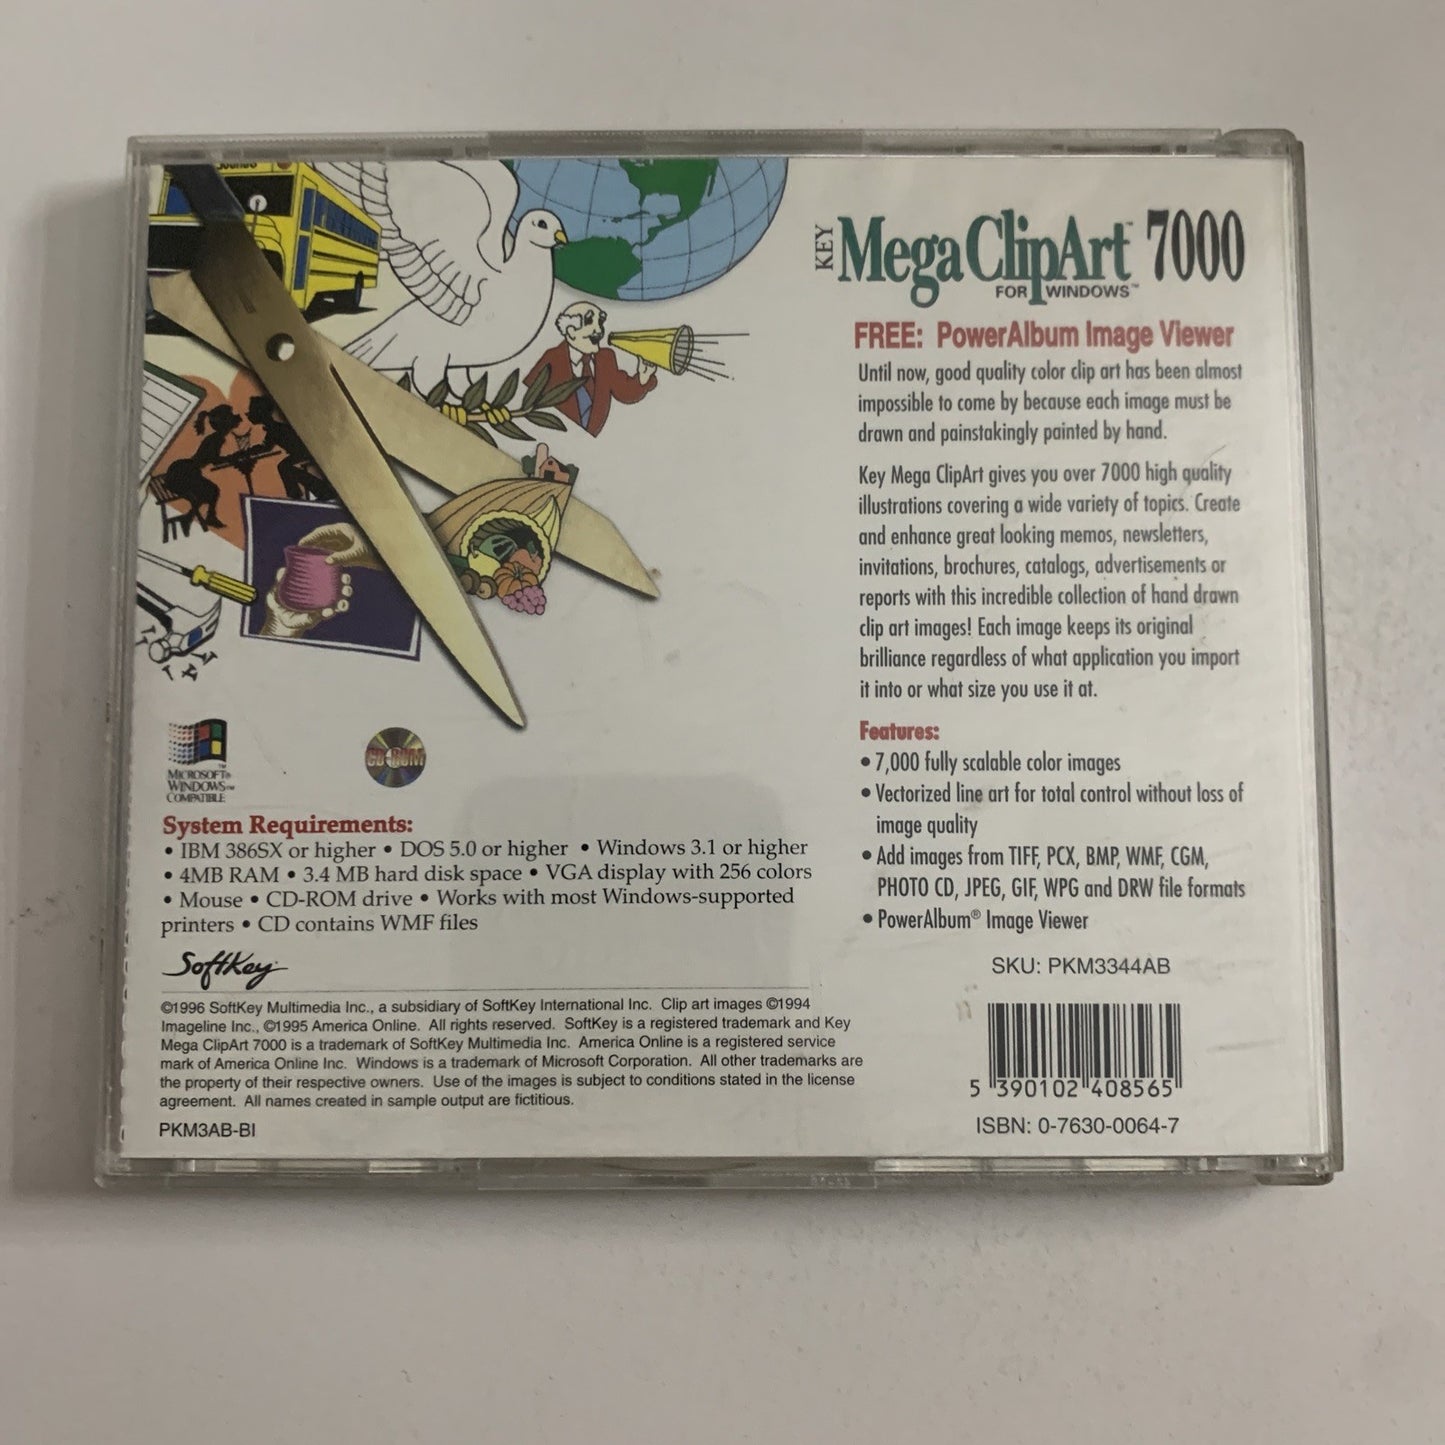 KEY
MegaClipArt™ 7000
FOR WINDOWS™
FREE: PowerAlbum Image Viewer
Until now, good quality color clip art has been almost
impossible to come by because each image must be
drawn and painstakingly painted by hand.
Key Mega ClipArt gives you over 7000 high quality
illustrations covering a wide variety of topics. Create
and enhance great looking memos, newsletters,
invitations, brochures, catalogs, advertisements or
reports with this incredible collection of hand drawn
clip art images! Each image keeps its original
brilliance regardless of what application you import
it into or what size you use it at.
Features:
• 7,000 fully scalable color images
• Vectorized line art for total control without loss of
image quality
• Add images from TIFF, PCX, BMP, WMF, CGM,
PHOTO CD, JPEG, GIF, WPG and DRW file formats
• PowerAlbum® Image Viewer
SKU: PKM3344AB
5 390102 408565
ISBN: 0-7630-0064-7
MICROSOFT®
WINDOWS™
COMPATIBLE
CD-ROM
System Requirements:
• IBM 386SX or higher • DOS 5.0 or higher • Windows 3.1 or higher
• 4MB RAM • 3.4 MB hard disk space • VGA display with 256 colors
• Mouse • CD-ROM drive • Works with most Windows-supported
printers • CD contains WMF files
SoftKey
©1996 SoftKey Multimedia Inc., a subsidiary of SoftKey International Inc. Clip art images ©1994
Imageline Inc., ©1995 America Online. All rights reserved. SoftKey is a registered trademark and Key
Mega ClipArt 7000 is a trademark of SoftKey Multimedia Inc. America Online is a registered service
mark of America Online Inc. Windows is a trademark of Microsoft Corporation. All other trademarks are
the property of their respective owners. Use of the images is subject to conditions stated in the license
agreement. All names created in sample output are fictitious.
PKM3AB-BI